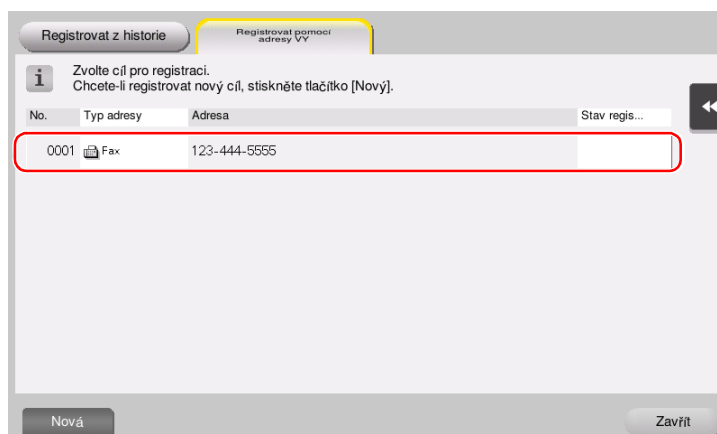 Registrovat z historie
Registrovat pomocí
adresy VY
i
Zvolte cíl pro registraci.
Chcete-li registrovat nový cíl, stiskněte tlačítko [Nový].
No. Typ adresy Adresa Stav regis...
0001 Fax 123-444-5555
Nová Zavřít